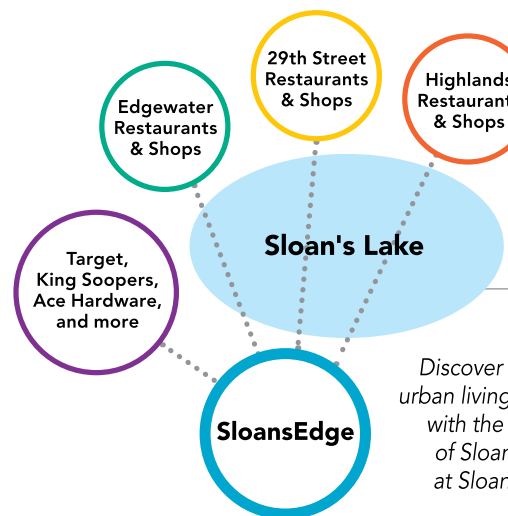 29th Street
Restaurants
& Shops
Highlands
Restaurant
& Shops
Edgewater
Restaurants
& Shops
Sloan's Lake
Target,
King Soopers,
Ace Hardware,
and more
SloansEdge
Discover
urban living
with the
of Sloan
at Sloan